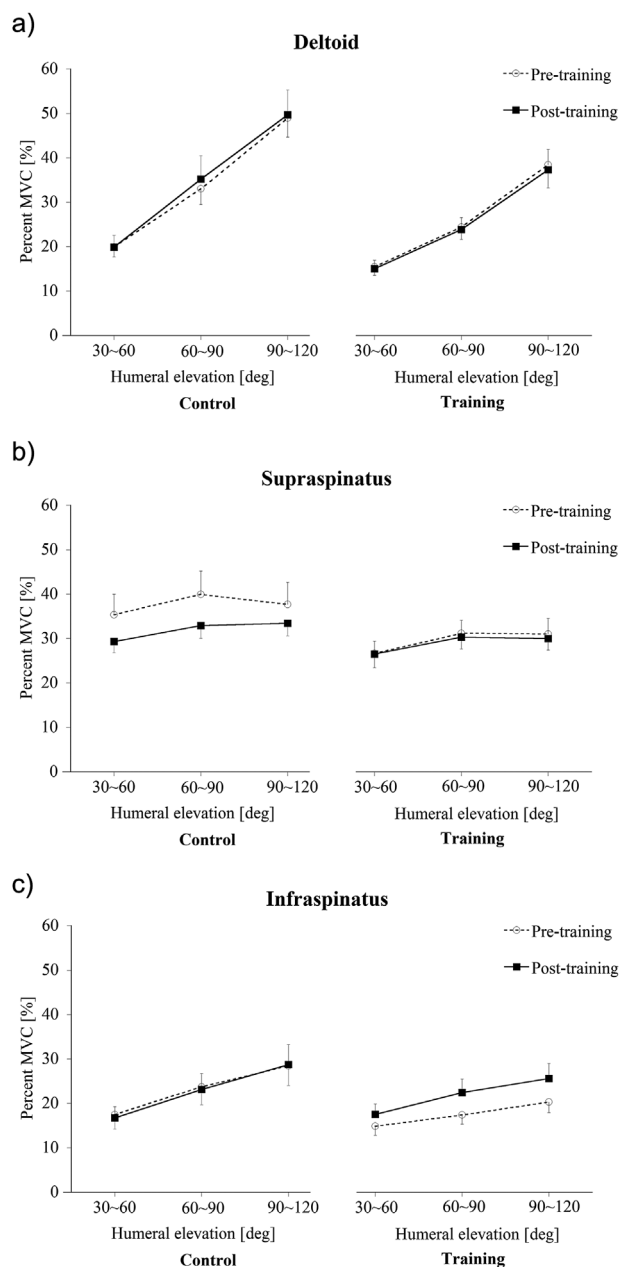 a)
Deltoid
Pre-training
Post-training
Percent MVC [%]
60
50
40
30
20
10
0
30~60 60~90 90~120 30~60 60~90 90~120
Humeral elevation [deg] Humeral elevation [deg]
Control Training
b)
Supraspinatus
Pre-training
Post-training
Percent MVC [%]
60
50
40
30
20
10
0
30~60 60~90 90~120 30~60 60~90 90~120
Humeral elevation [deg] Humeral elevation [deg]
Control Training
c)
Infraspinatus
Pre-training
Post-training
Percent MVC [%]
60
50
40
30
20
10
0
30~60 60~90 90~120 30~60 60~90 90~120
Humeral elevation [deg] Humeral elevation [deg]
Control Training